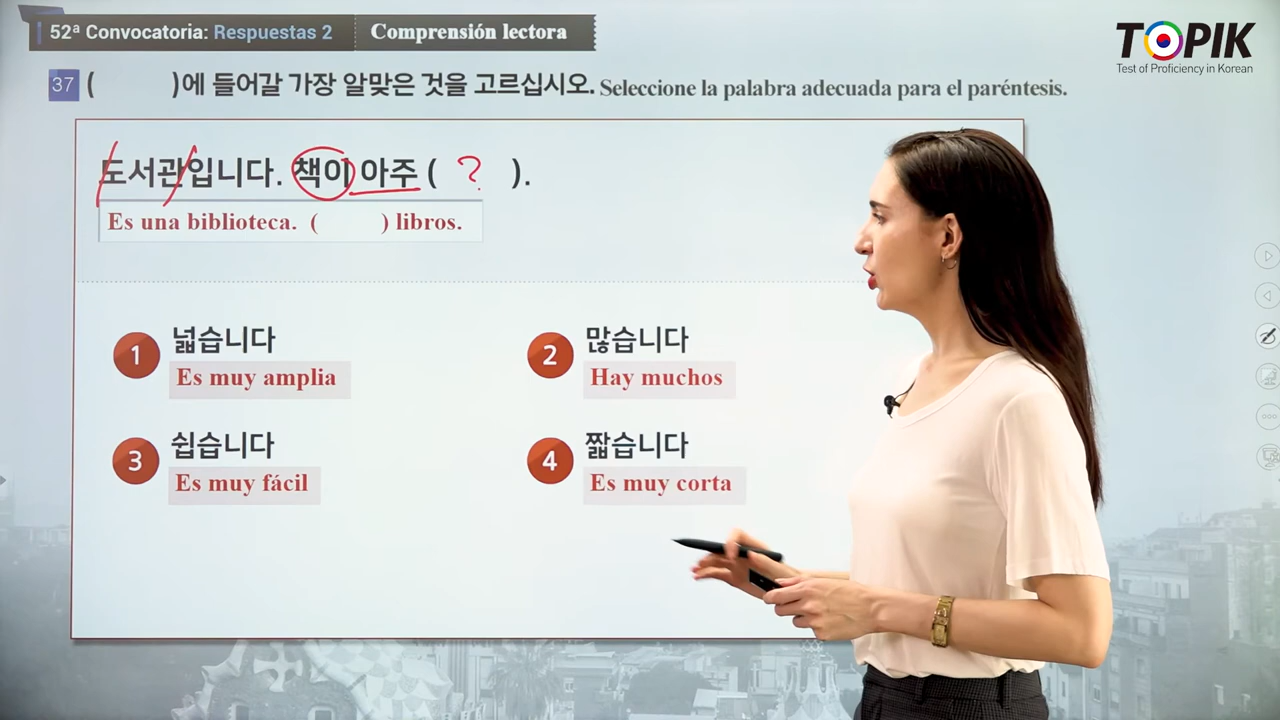 52ª Convocatoria: Respuestas 2 Comprensión lectora
TOPIK
Test of Proficiency in Korean
37 ( )에 들어갈 가장 알맞은 것을 고르십시오. Seleccione la palabra adecuada para el paréntesis.
도서관입니다. 책이 아주 ( ? ).
Es una biblioteca. ( ) libros.
1 넓습니다
Es muy amplia
2 많습니다
Hay muchos
3 쉽습니다
Es muy fácil
4 짧습니다
Es muy corta